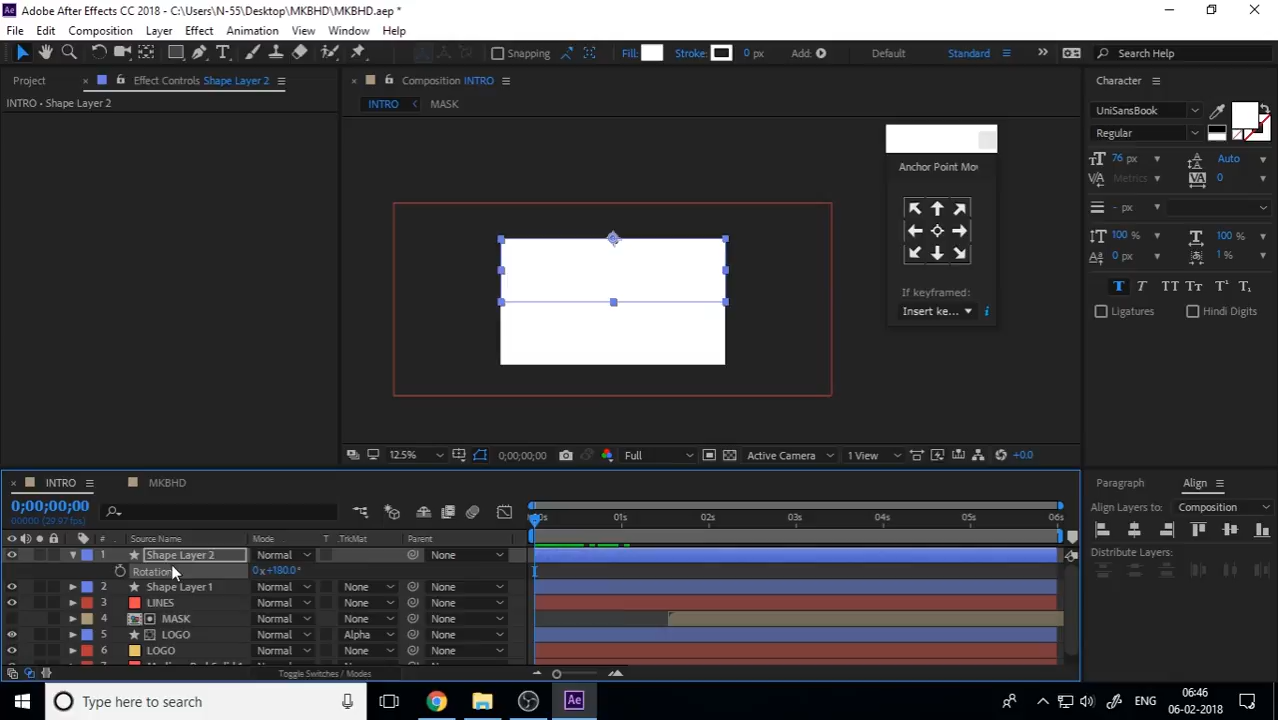 Adobe After Effects CC 2018 - C:\Users\N-55\Desktop\MKBHD\MKBHD.aep *
File Edit Composition Layer Effect Animation View Window Help
Snapping Fill: Stroke: 0 px Add: Default Standard Search Help
Project Effect Controls Shape Layer 2 Composition INTRO Character
INTRO • Shape Layer 2 INTRO MASK
UniSansBook
Regular
Anchor Point Mo
76 px Auto
Metrics 0
- px
100 % 100 %
0 px 1 %
If keyframed:
Insert ke...
Ligatures Hindi Digits
12.5% 0;00;00;00 Full Active Camera 1 View +0.0
INTRO MKBHD Paragraph Align
0;00;00;00
00000 (29.97 fps)
Align Layers to: Composition
00s 01s 02s 03s 04s 05s 06s
# Source Name Mode T TrkMat Parent
Distribute Layers:
1 Shape Layer 2 Normal None
Rotation 0x+180.0°
2 Shape Layer 1 Normal None None
3 LINES Normal None None
4 MASK Normal None None
5 LOGO Normal Alpha None
6 LOGO Normal None None
Toggle Switches / Modes
Type here to search ENG 06:46
06-02-2018